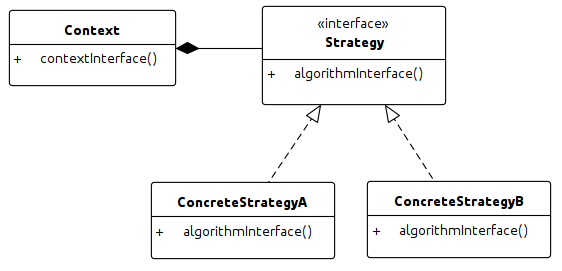 Context
+ contextInterface()
«interface»
Strategy
+ algorithmInterface()
ConcreteStrategyA
+ algorithmInterface()
ConcreteStrategyB
+ algorithmInterface()